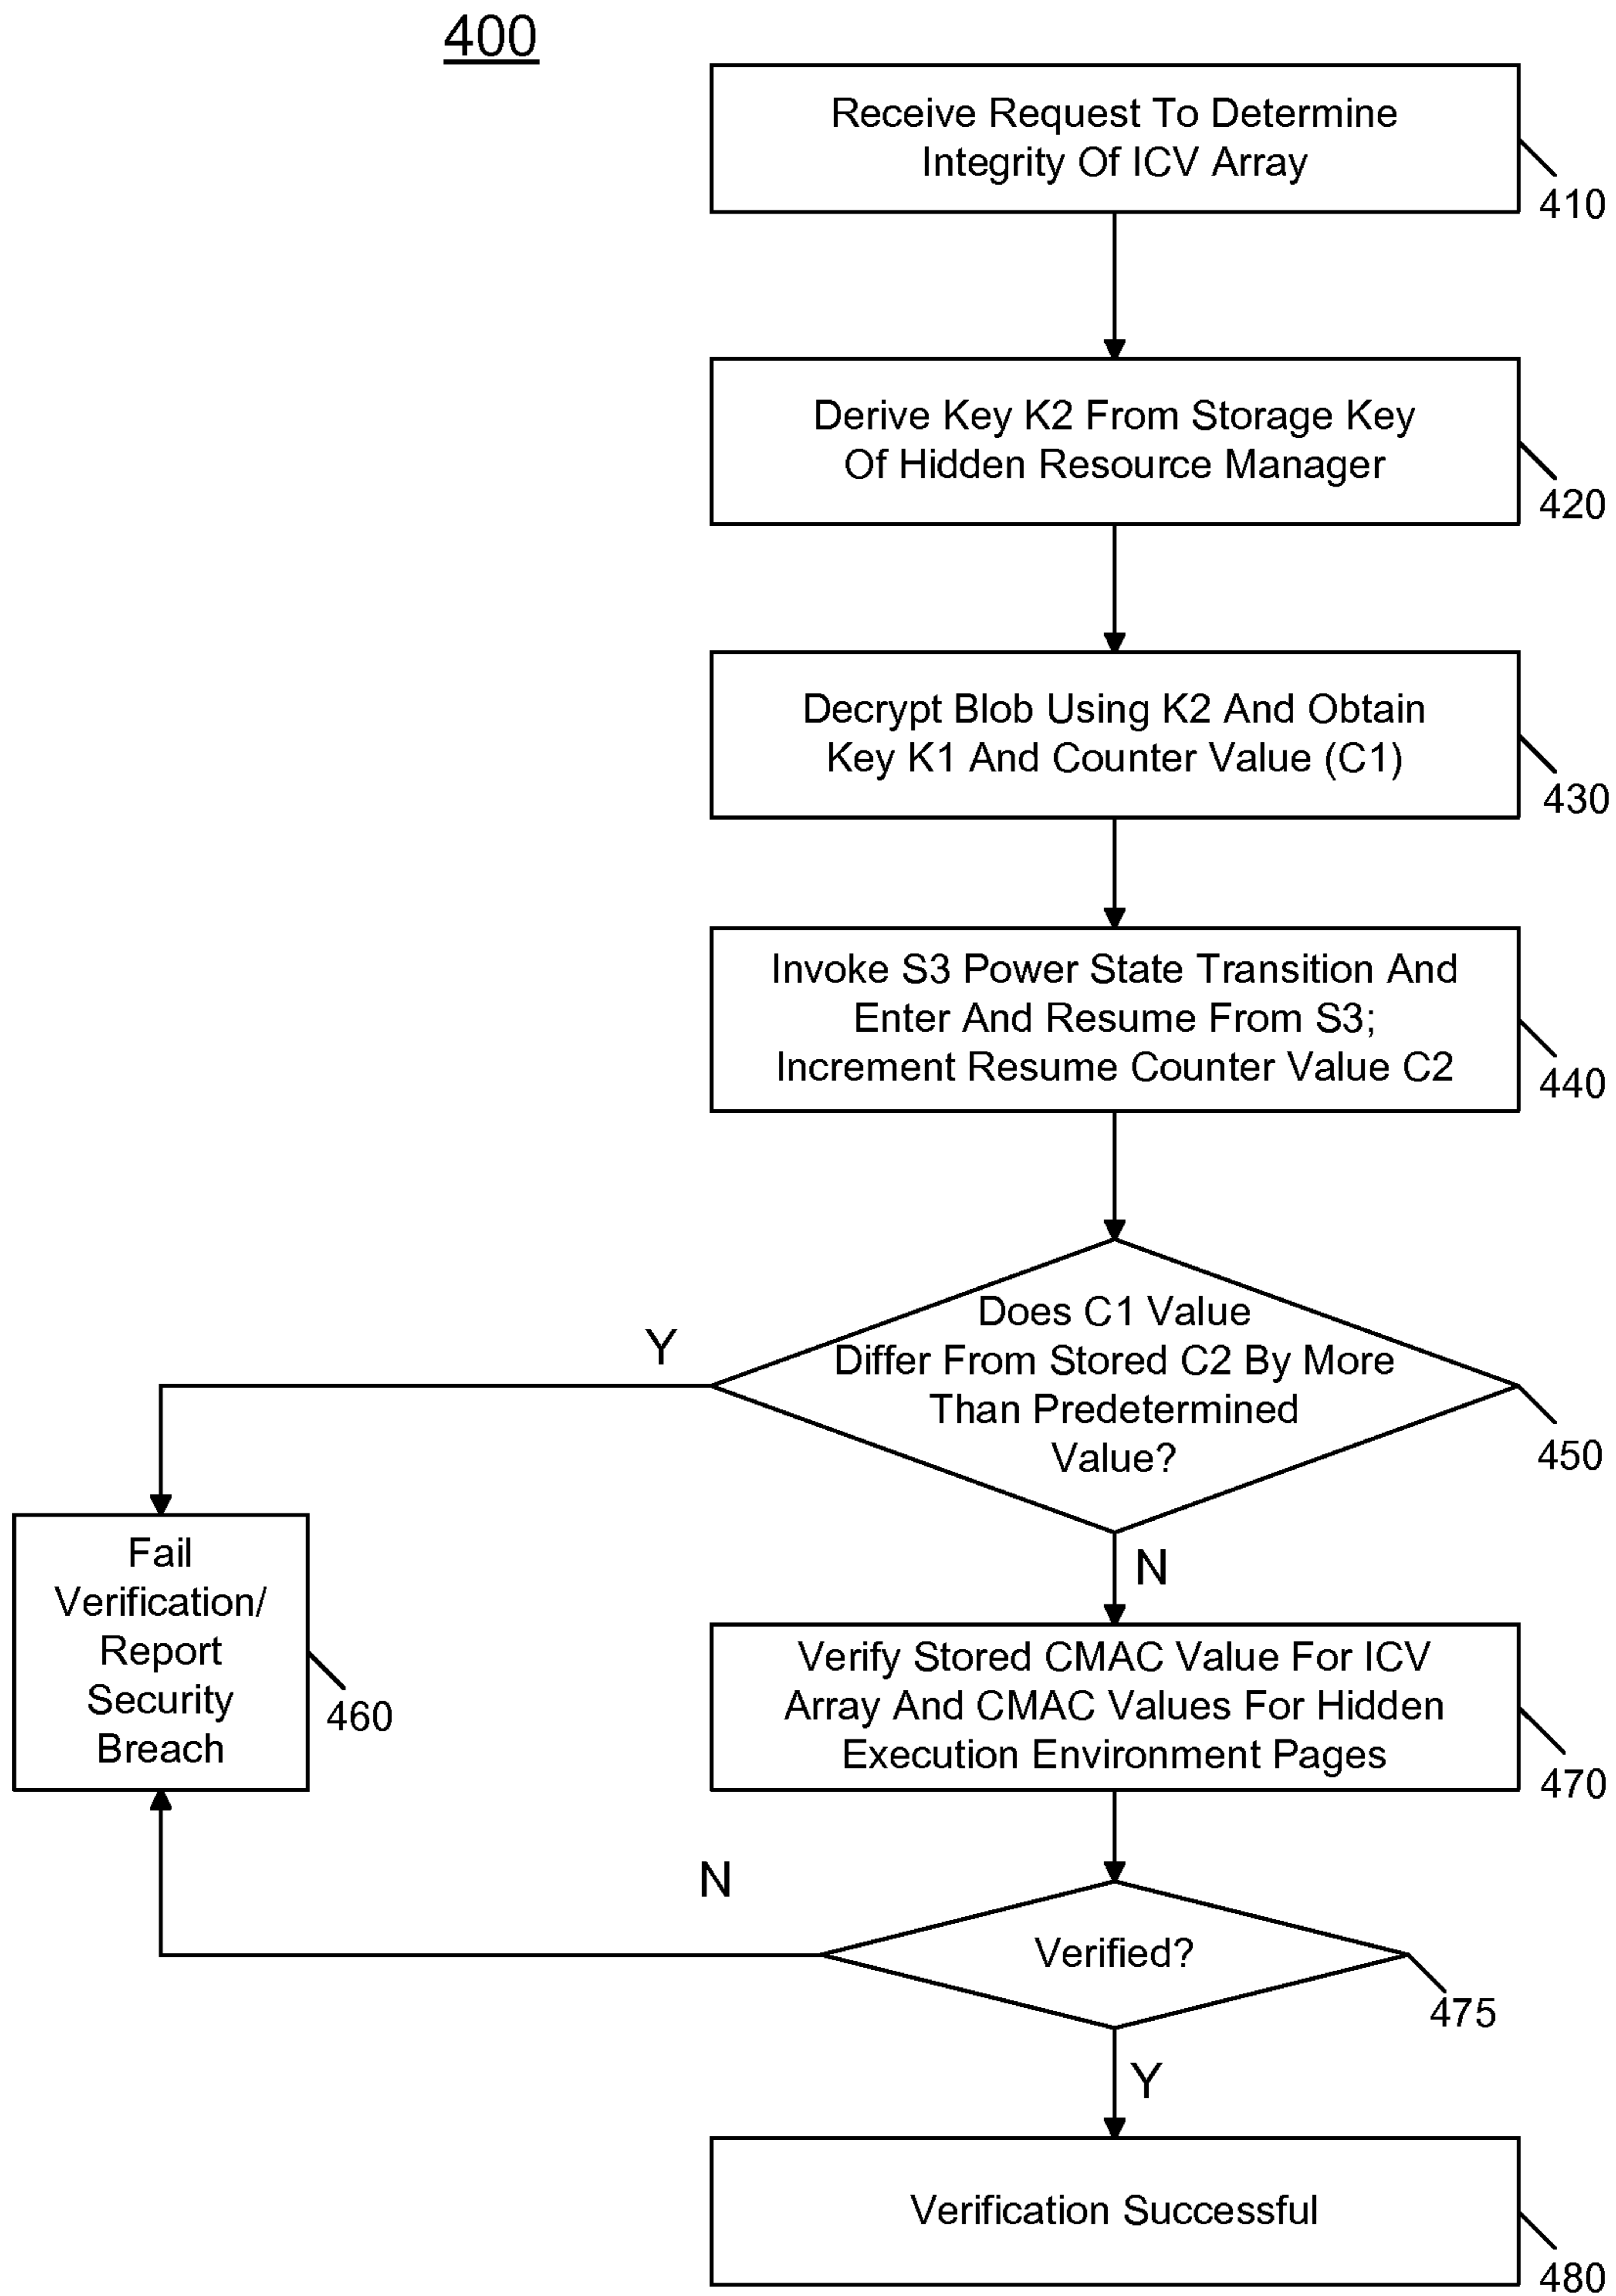 400
Receive Request To Determine
Integrity Of ICV Array
410
Derive Key K2 From Storage Key
Of Hidden Resource Manager
420
Decrypt Blob Using K2 And Obtain
Key K1 And Counter Value (C1)
430
Invoke S3 Power State Transition And
Enter And Resume From S3;
Increment Resume Counter Value C2
440
Does C1 Value
Differ From Stored C2 By More
Than Predetermined
Value?
450
Y
N
Fail
Verification/
Report
Security
Breach
460
Verify Stored CMAC Value For ICV
Array And CMAC Values For Hidden
Execution Environment Pages
470
N
Verified?
475
Y
Verification Successful
480